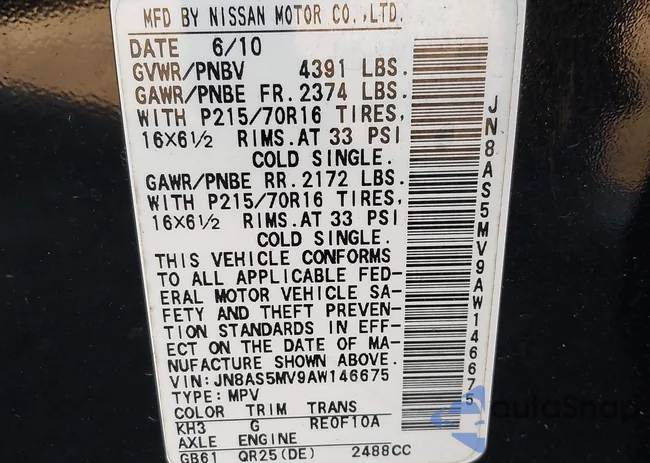 MFD BY NISSAN MOTOR CO.,LTD.
DATE 6/10
GVWR/PNBV 4391 LBS.
GAWR/PNBE FR. 2374 LBS.
WITH P215/70R16 TIRES,
16X6½ RIMS.AT 33 PSI
COLD SINGLE.
GAWR/PNBE RR. 2172 LBS.
WITH P215/70R16 TIRES,
16X6½ RIMS.AT 33 PSI
COLD SINGLE.
THIS VEHICLE CONFORMS
TO ALL APPLICABLE FED-
ERAL MOTOR VEHICLE SA-
FETY AND THEFT PREVEN-
TION STANDARDS IN EFF-
ECT ON THE DATE OF MA-
NUFACTURE SHOWN ABOVE.
VIN:JN8AS5MV9AW146675
TYPE:MPV
COLOR TRIM TRANS
KH3 G RE0F10A
AXLE ENGINE
GB61 QR25(DE) 2488CC
JN8AS5MV9AW146675
AutoSnap